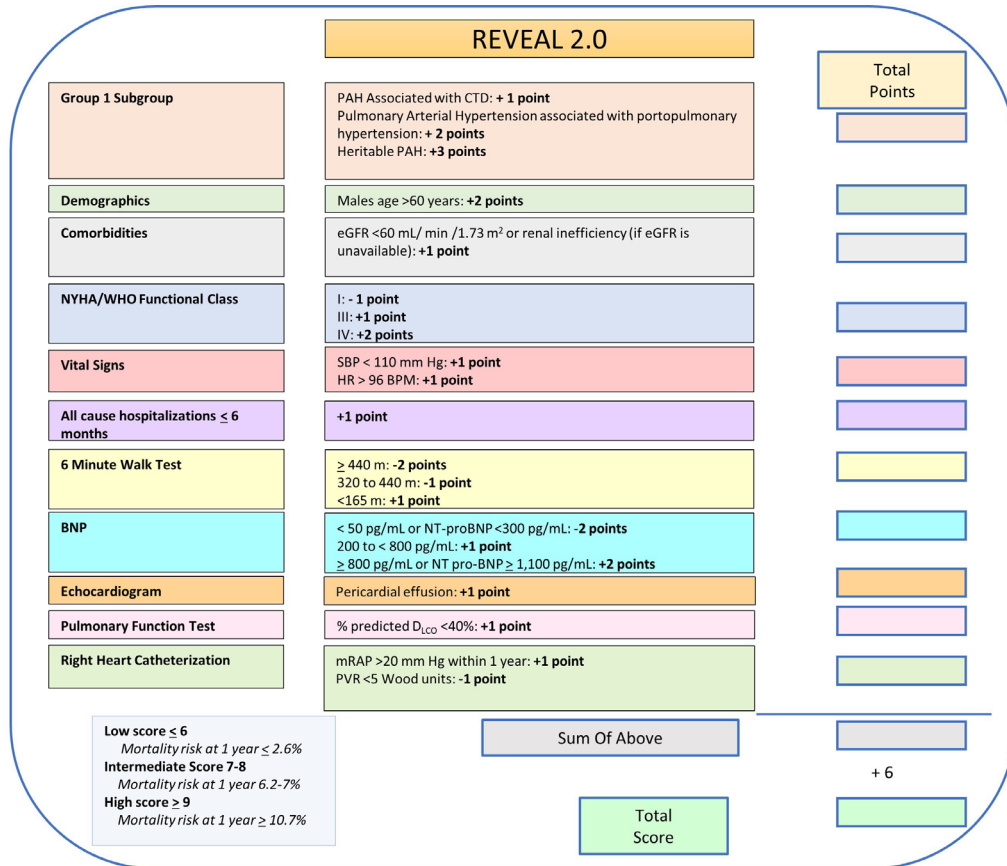 REVEAL 2.0
Total
Points
Group 1 Subgroup
PAH Associated with CTD: + 1 point
Pulmonary Arterial Hypertension associated with portopulmonary
hypertension: + 2 points
Heritable PAH: +3 points
Demographics
Males age >60 years: +2 points
Comorbidities
eGFR <60 mL/ min /1.73 m² or renal inefficiency (if eGFR is
unavailable): +1 point
NYHA/WHO Functional Class
I: - 1 point
III: +1 point
IV: +2 points
Vital Signs
SBP < 110 mm Hg: +1 point
HR > 96 BPM: +1 point
All cause hospitalizations ≤ 6
months
+1 point
6 Minute Walk Test
≥ 440 m: -2 points
320 to 440 m: -1 point
<165 m: +1 point
BNP
< 50 pg/mL or NT-proBNP <300 pg/mL: -2 points
200 to < 800 pg/mL: +1 point
≥ 800 pg/mL or NT pro-BNP ≥ 1,100 pg/mL: +2 points
Echocardiogram
Pericardial effusion: +1 point
Pulmonary Function Test
% predicted DLCO <40%: +1 point
Right Heart Catheterization
mRAP >20 mm Hg within 1 year: +1 point
PVR <5 Wood units: -1 point
Low score ≤ 6
Mortality risk at 1 year ≤ 2.6%
Intermediate Score 7-8
Mortality risk at 1 year 6.2-7%
High score ≥ 9
Mortality risk at 1 year ≥ 10.7%
Sum Of Above
+ 6
Total
Score